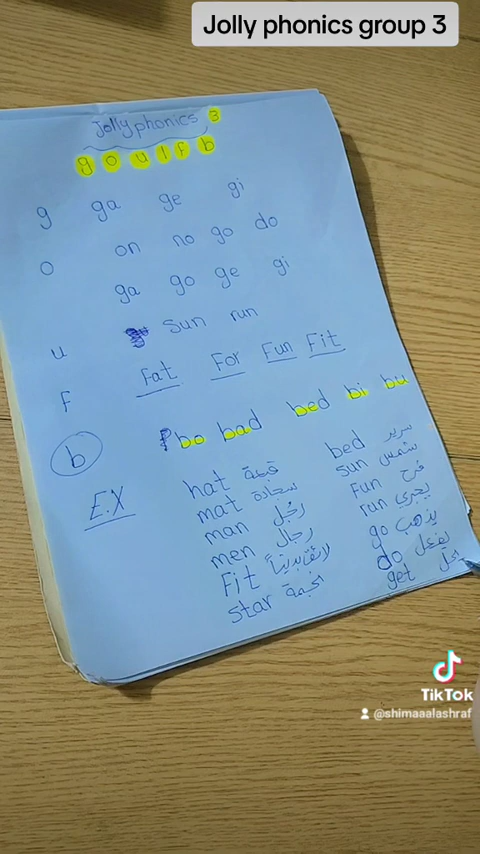 Jolly phonics group 3
Jolly phonics 3
g o u l F b
g ga ge gi
o on no go do
ga go ge gi
u sun run
F Fat For Fun Fit
b bo bad bed bi bu
EX
hat قبعة bed سرير
mat سجادة sun شمس
man رجل Fun فرح
men رجال run يجري
Fit لائق بدنياً go يذهب
star نجمة do يفعل
get
TikTok
@shimaaalashraf